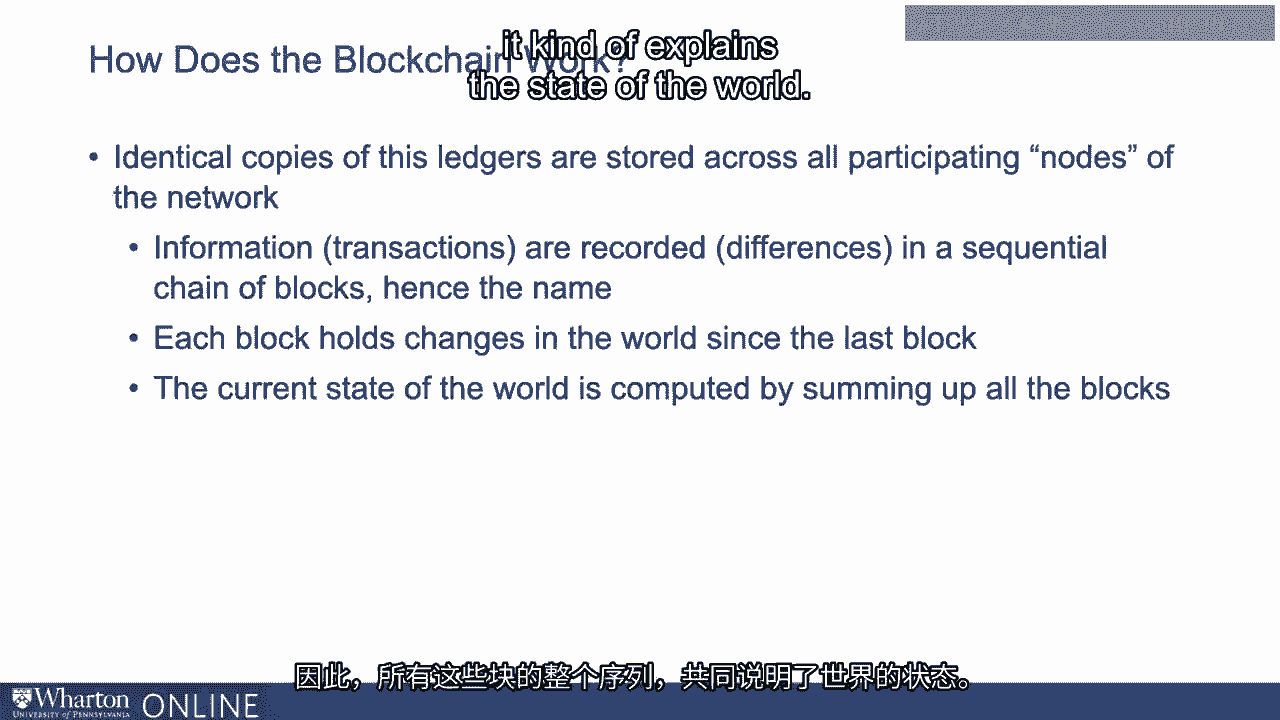 How Does the Blockchain Work?
it kind of explains
the state of the world.
• Identical copies of this ledgers are stored across all participating “nodes” of
the network
• Information (transactions) are recorded (differences) in a sequential
chain of blocks, hence the name
• Each block holds changes in the world since the last block
• The current state of the world is computed by summing up all the blocks
因此，所有这些块的整个序列，共同说明了世界的状态。
Wharton
UNIVERSITY of PENNSYLVANIA
ONLINE